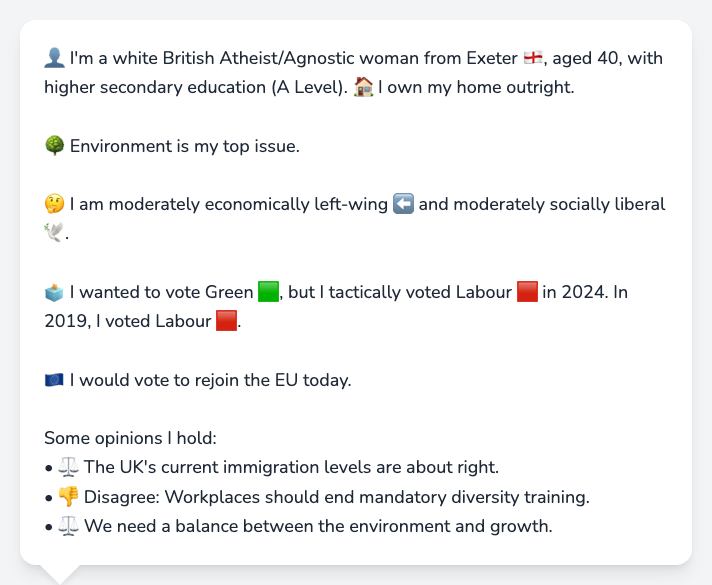 👤 I'm a white British Atheist/Agnostic woman from Exeter 🏴󠁧󠁢󠁥󠁮󠁧󠁿, aged 40, with
higher secondary education (A Level). 🏠 I own my home outright.
🌳 Environment is my top issue.
🤔 I am moderately economically left-wing ⬅️ and moderately socially liberal
🕊️.
🗳️ I wanted to vote Green 🟩, but I tactically voted Labour 🟥 in 2024. In
2019, I voted Labour 🟥.
🇪🇺 I would vote to rejoin the EU today.
Some opinions I hold:
• ⚖️ The UK's current immigration levels are about right.
• 👎 Disagree: Workplaces should end mandatory diversity training.
• ⚖️ We need a balance between the environment and growth.